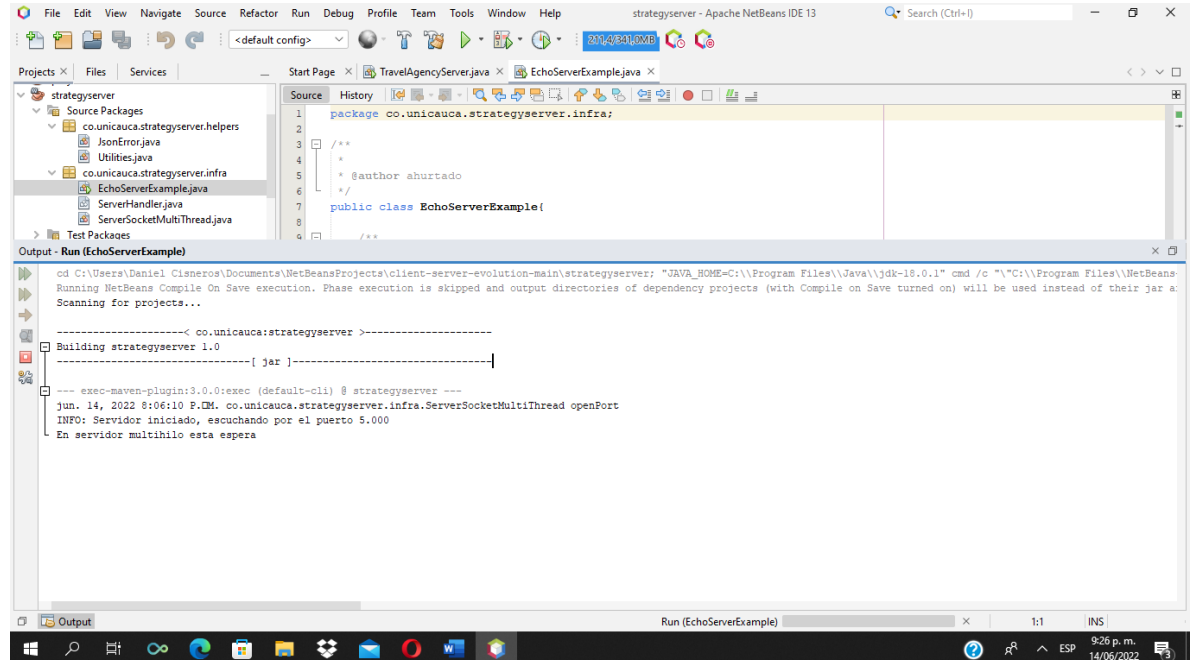 File Edit View Navigate Source Refactor Run Debug Profile Team Tools Window Help strategyserver - Apache NetBeans IDE 13 Search (Ctrl+I)
<default config> 211,4/341,0MB
Projects Files Services Start Page TravelAgencyServer.java EchoServerExample.java
strategyserver
Source Packages
co.unicauca.strategyserver.helpers
JsonError.java
Utilities.java
co.unicauca.strategyserver.infra
EchoServerExample.java
ServerHandler.java
ServerSocketMultiThread.java
Test Packages
Source History
1 package co.unicauca.strategyserver.infra;
2
3 /**
4 *
5 * @author ahurtado
6 */
7 public class EchoServerExample{
8
9 /**
Output - Run (EchoServerExample)
cd C:\Users\Daniel Cisneros\Documents\NetBeansProjects\client-server-evolution-main\strategyserver; "JAVA_HOME=C:\\Program Files\\Java\\jdk-18.0.1" cmd /c "\"C:\\Program Files\\NetBeans-
Running NetBeans Compile On Save execution. Phase execution is skipped and output directories of dependency projects (with Compile on Save turned on) will be used instead of their jar a
Scanning for projects...
---------------------< co.unicauca:strategyserver >---------------------
Building strategyserver 1.0
--------------------------------[ jar ]---------------------------------
--- exec-maven-plugin:3.0.0:exec (default-cli) @ strategyserver ---
jun. 14, 2022 8:06:10 P.□M. co.unicauca.strategyserver.infra.ServerSocketMultiThread openPort
INFO: Servidor iniciado, escuchando por el puerto 5.000
En servidor multihilo esta espera
Output Run (EchoServerExample) 1:1 INS
ESP 9:26 p. m.
14/06/2022 3